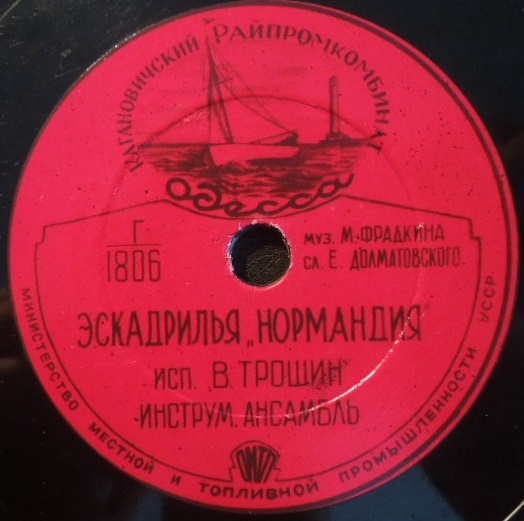 КАГАНОВИЧСКИЙ РАЙПРОМКОМБИНАТ
одесса
Г
1806
муз. М. ФРАДКИНА
сл. Е. ДОЛМАТОВСКОГО.
ЭСКАДРИЛЬЯ „НОРМАНДИЯ
исп. В. ТРОШИН
ИНСТРУМ. АНСАМБЛЬ
МИНИСТЕРСТВО МЕСТНОЙ И ТОПЛИВНОЙ ПРОМЫШЛЕННОСТИ УССР